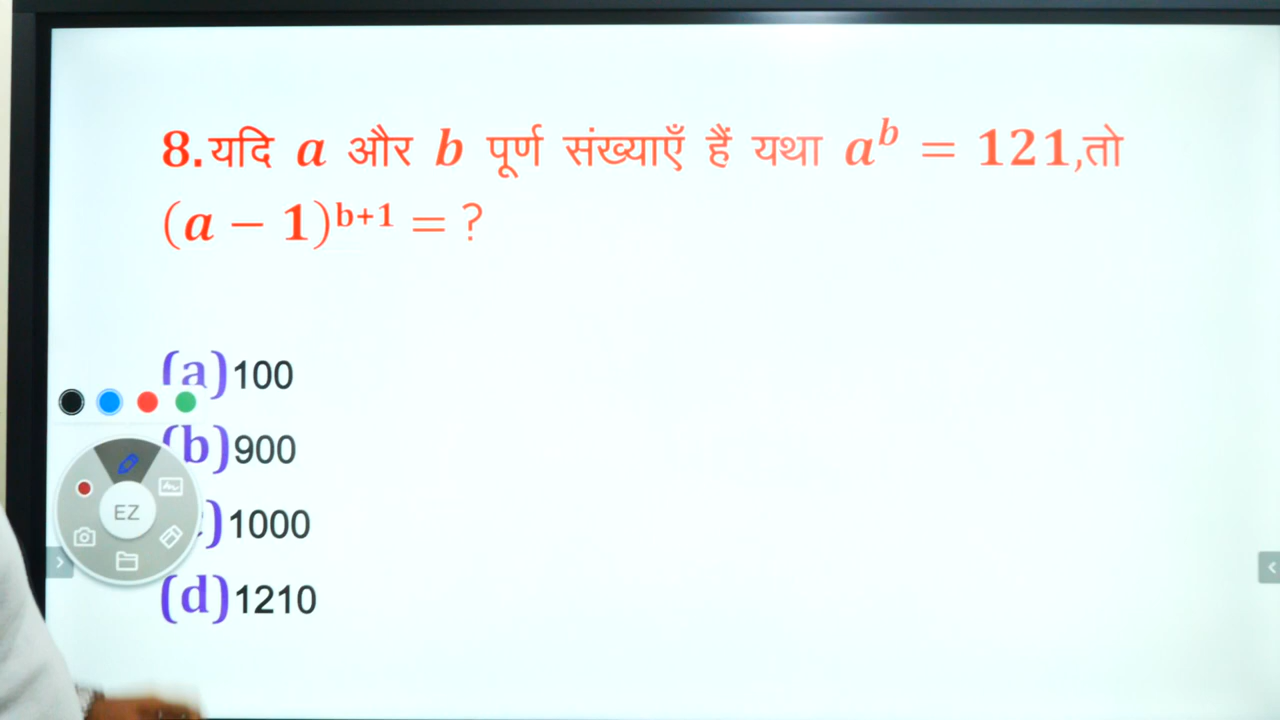 8.यदि a और b पूर्ण संख्याएँ हैं यथा a^b = 121,तो
(a − 1)^{b+1} = ?
(a)100
(b)900
)1000
(d)1210
EZ